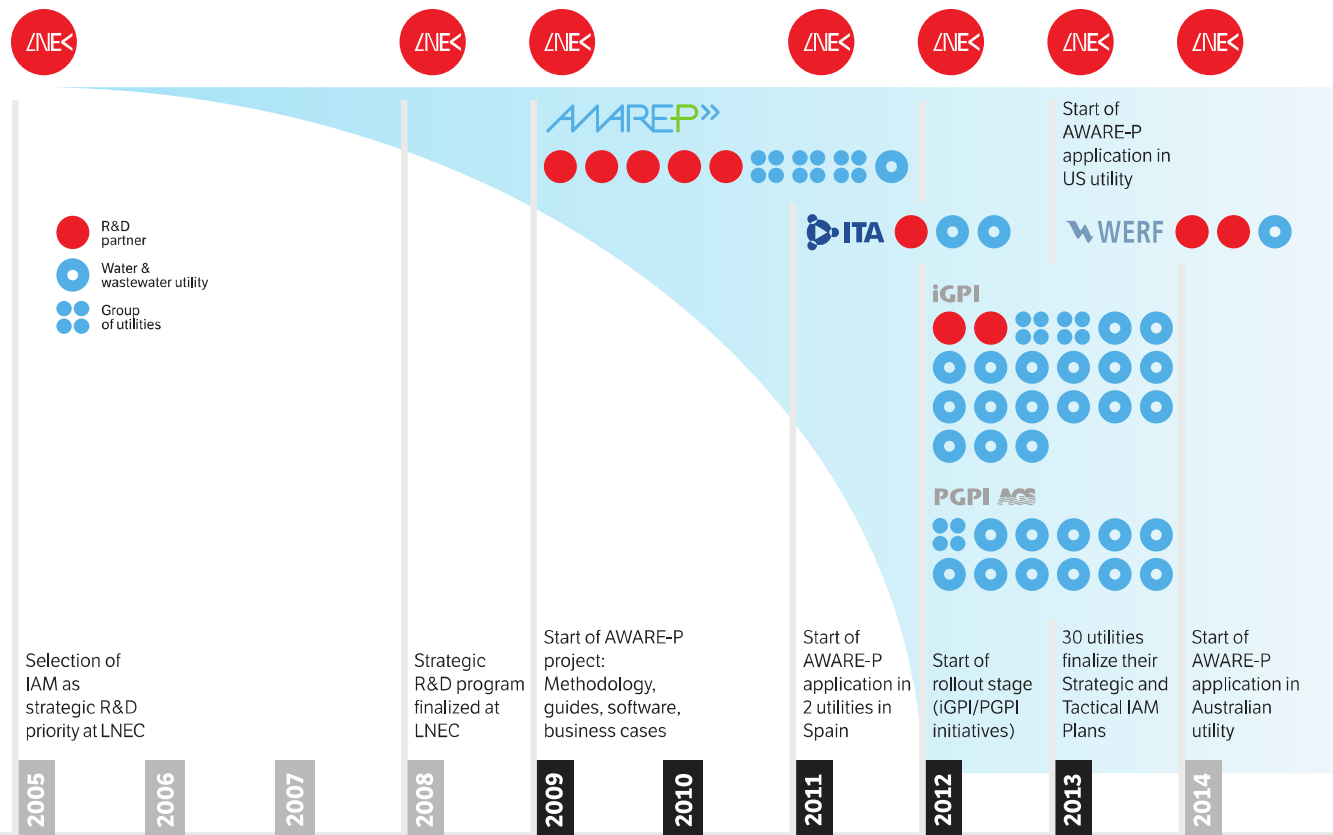 LNEC
LNEC
LNEC
LNEC
LNEC
LNEC
LNEC
AWARE-P
Start of
AWARE-P
application in
US utility
R&D
partner
Water &
wastewater utility
Group
of utilities
ITA
WERF
iGPI
PGPI AGS
Selection of
IAM as
strategic R&D
priority at LNEC
Strategic
R&D program
finalized at
LNEC
Start of AWARE-P
project:
Methodology,
guides, software,
business cases
Start of
AWARE-P
application in
2 utilities in
Spain
Start of
rollout stage
(iGPI/PGPI
initiatives)
30 utilities
finalize their
Strategic and
Tactical IAM
Plans
Start of
AWARE-P
application in
Australian
utility
2005
2006
2007
2008
2009
2010
2011
2012
2013
2014